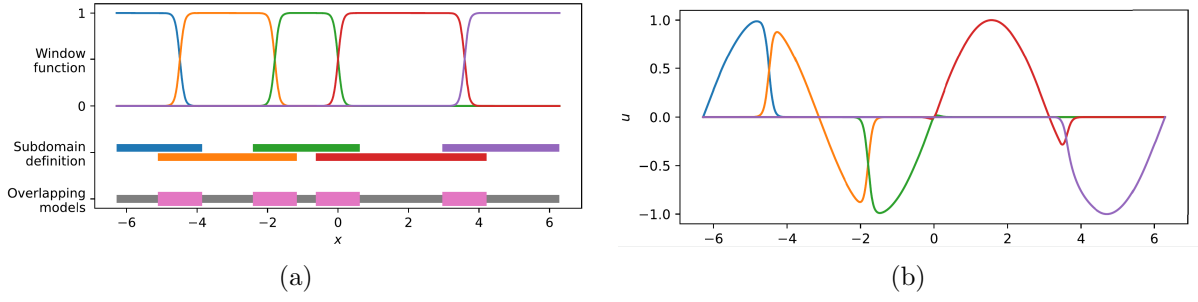 1
Window
function
0
Subdomain
definition
Overlapping
models
−6 −4 −2 0 2 4 6
x
(a)
1.0
0.5
0.0
−0.5
−1.0
u
−6 −4 −2 0 2 4 6
(b)